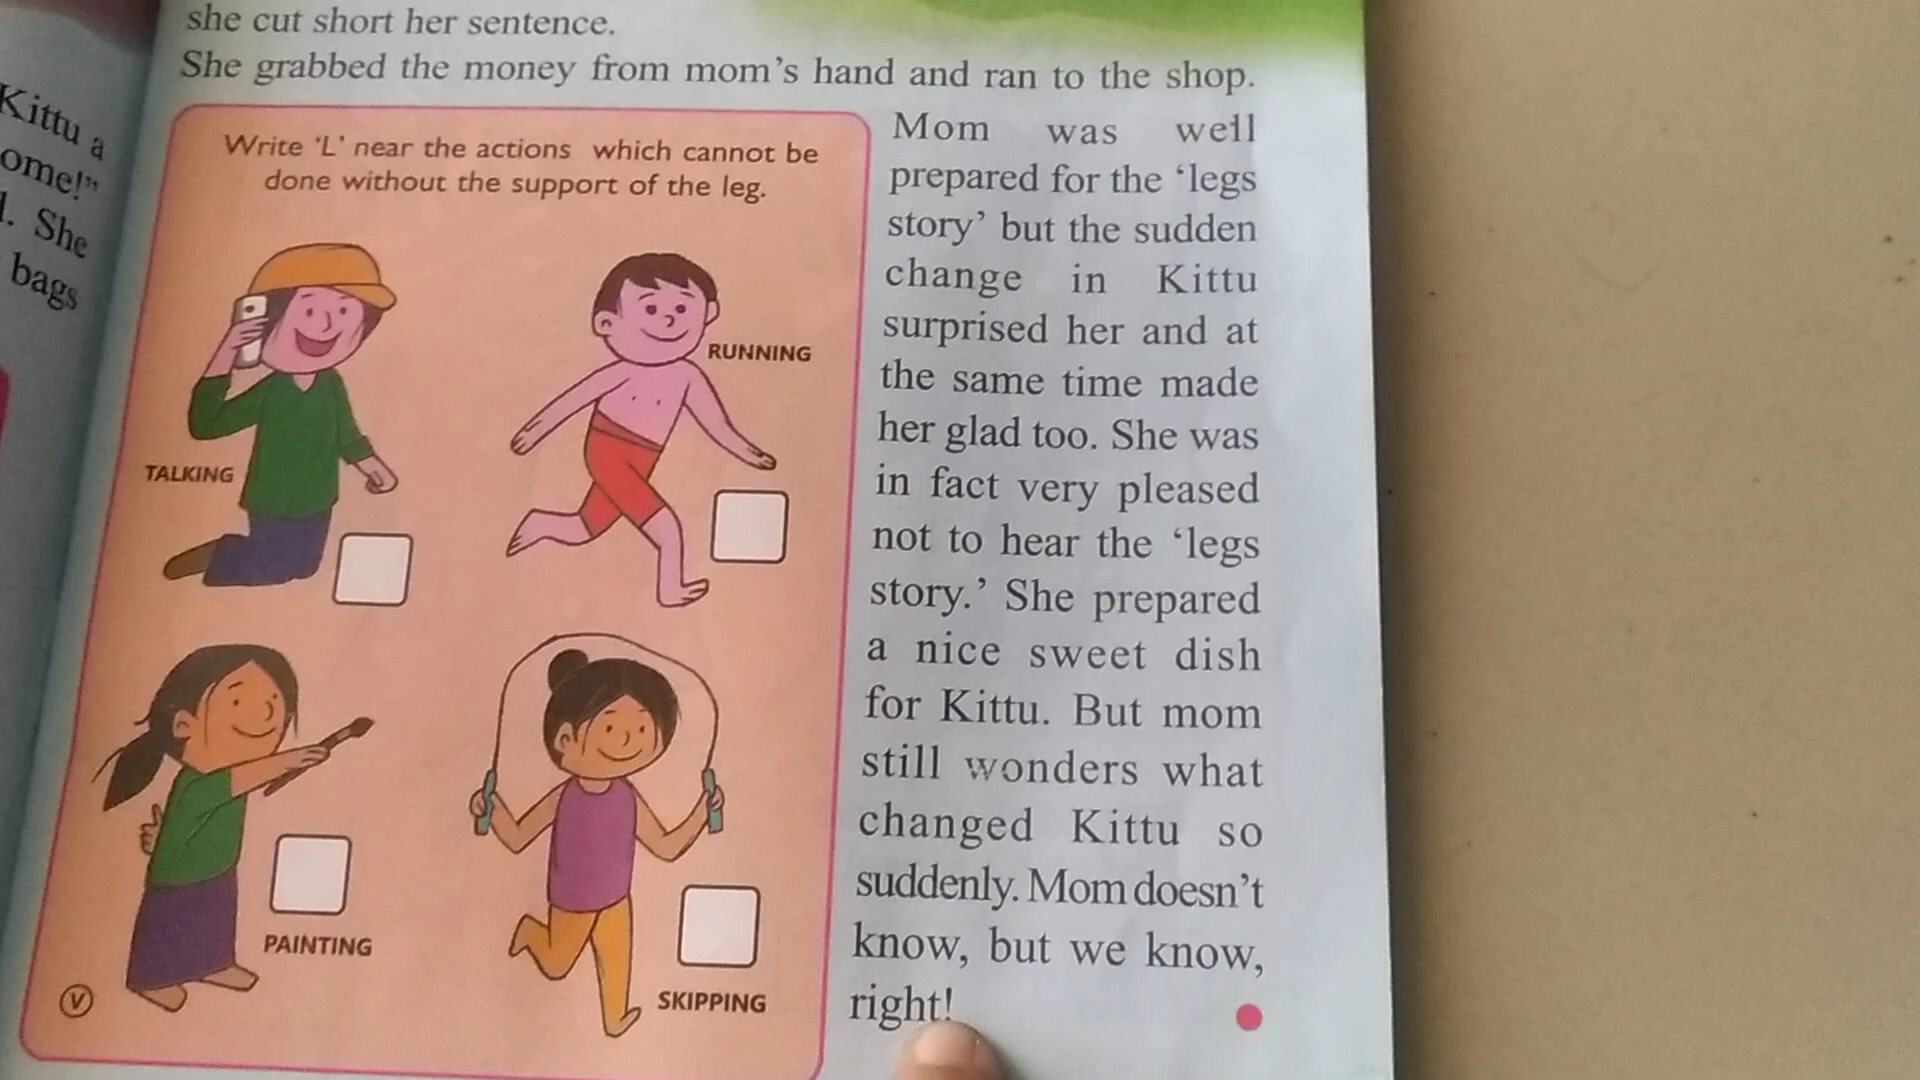 Kittu a
ome!"
. She
bags
she cut short her sentence.
She grabbed the money from mom's hand and ran to the shop.
Write 'L' near the actions which cannot be
done without the support of the leg.
TALKING
RUNNING
PAINTING
SKIPPING
V
Mom was well
prepared for the 'legs
story' but the sudden
change in Kittu
surprised her and at
the same time made
her glad too. She was
in fact very pleased
not to hear the 'legs
story.' She prepared
a nice sweet dish
for Kittu. But mom
still wonders what
changed Kittu so
suddenly. Mom doesn't
know, but we know,
right!